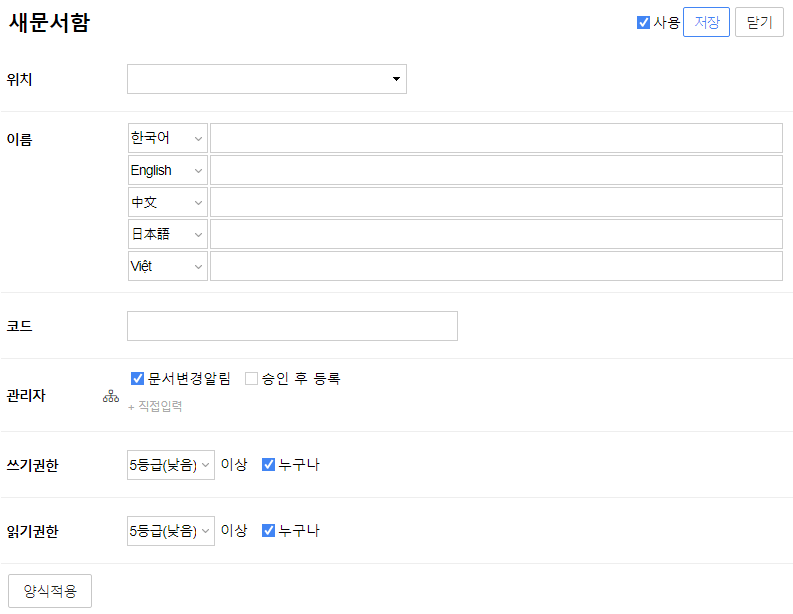 새문서함
사용 저장 닫기
위치
이름
한국어
English
中文
日本語
Việt
코드
관리자
문서변경알림 승인 후 등록
+ 직접입력
쓰기권한 5등급(낮음) 이상 누구나
읽기권한 5등급(낮음) 이상 누구나
양식적용